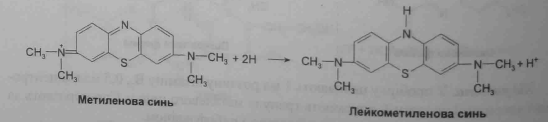 H
N
CH₃ N⁺ S N CH₃ + 2H → CH₃ N S N CH₃ + H⁺
CH₃ CH₃ CH₃ CH₃
Метиленова синь
Лейкометиленова синь